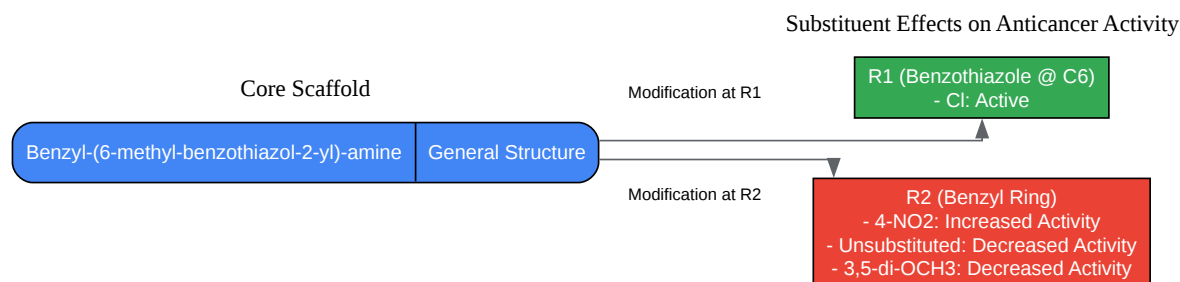 Substituent Effects on Anticancer Activity
Core Scaffold
Modification at R1
R1 (Benzothiazole @ C6)
- Cl: Active
Benzyl-(6-methyl-benzothiazol-2-yl)-amine
General Structure
Modification at R2
R2 (Benzyl Ring)
- 4-NO2: Increased Activity
- Unsubstituted: Decreased Activity
- 3,5-di-OCH3: Decreased Activity